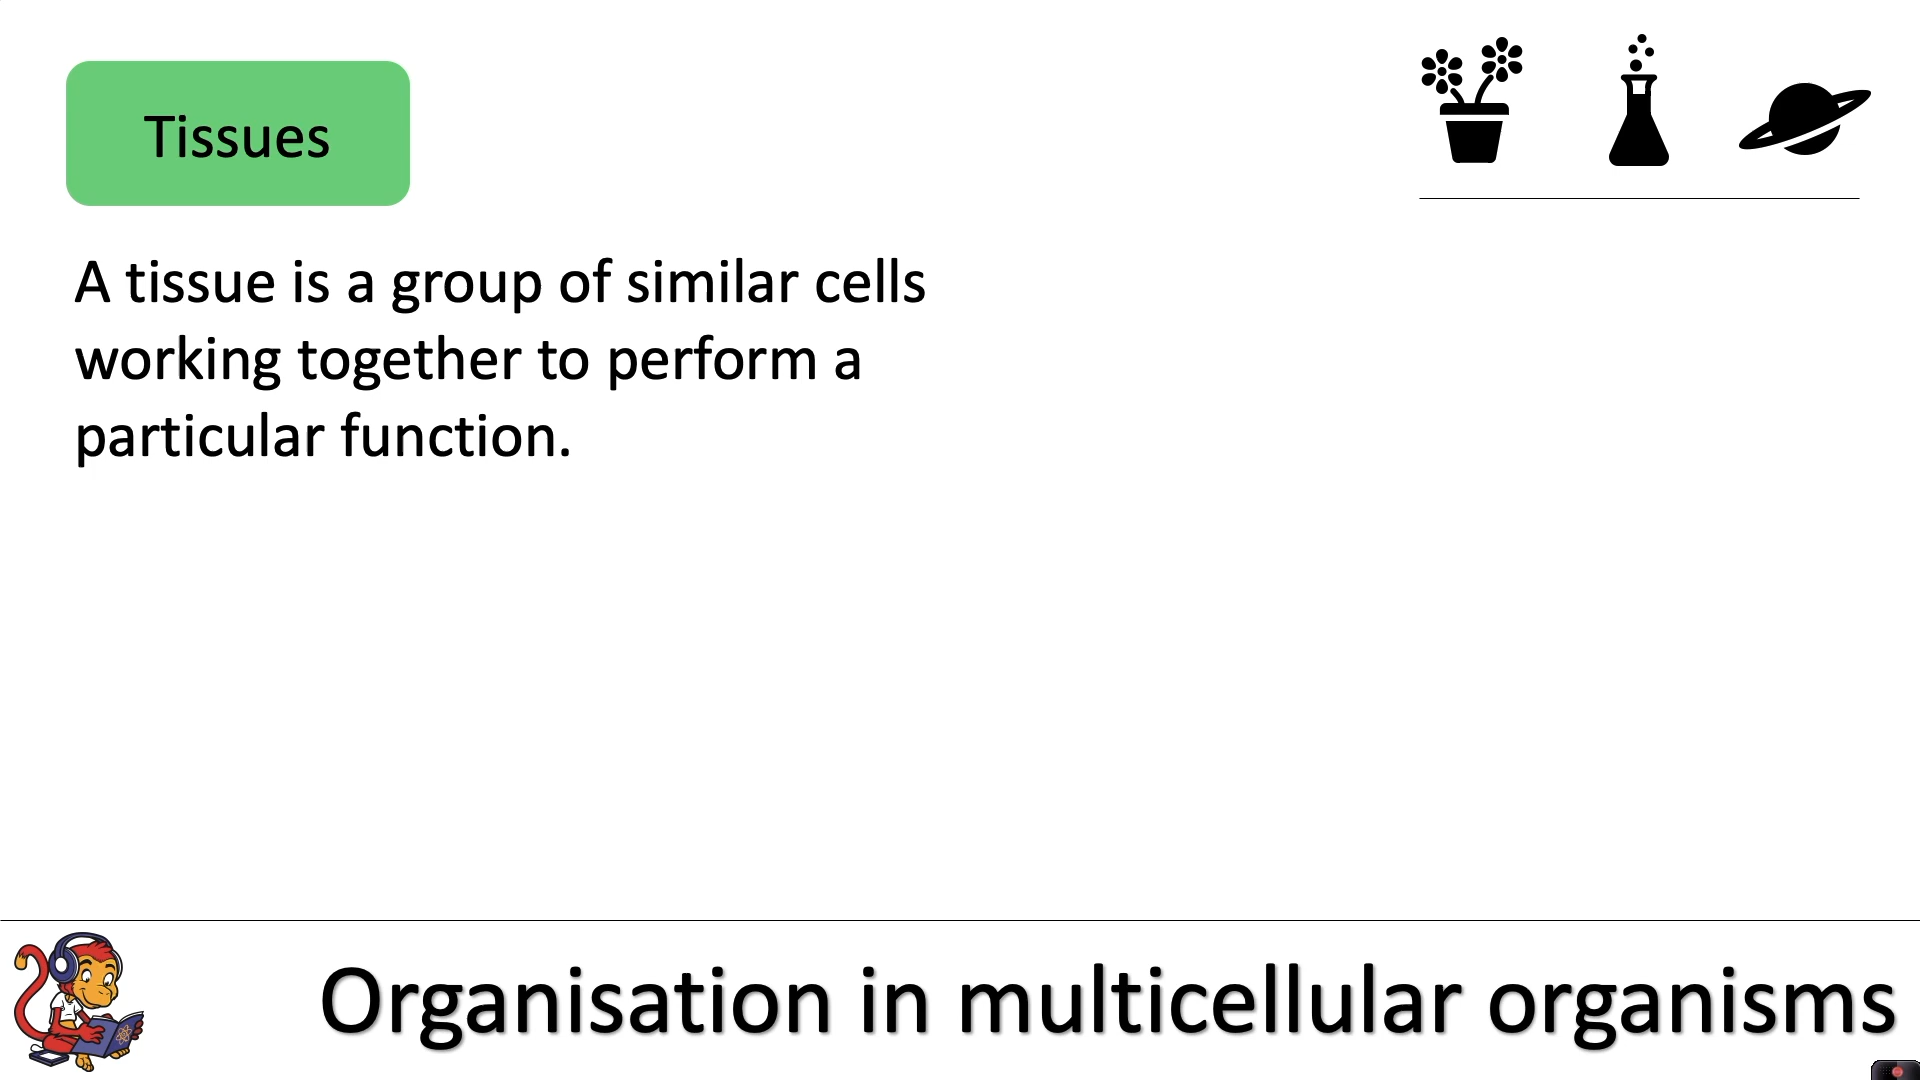 Tissues
A tissue is a group of similar cells
working together to perform a
particular function.
Organisation in multicellular organisms